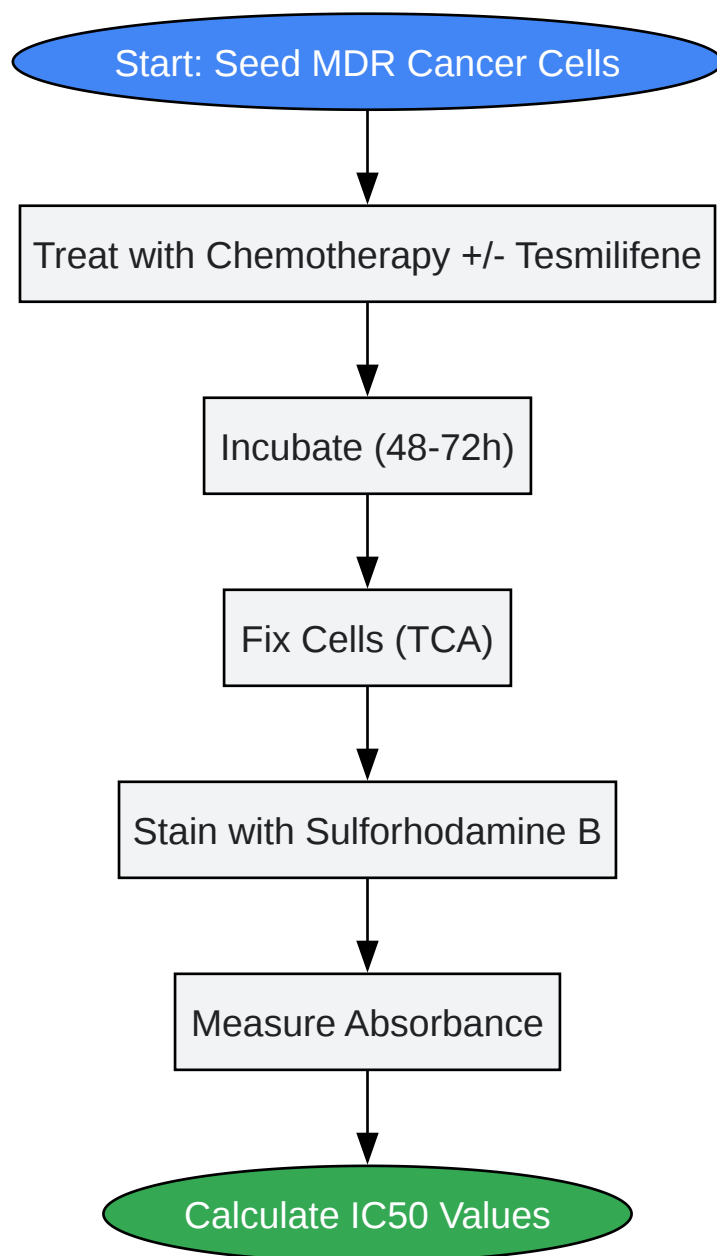 Start: Seed MDR Cancer Cells
Treat with Chemotherapy +/- Tesmilifene
Incubate (48-72h)
Fix Cells (TCA)
Stain with Sulforhodamine B
Measure Absorbance
Calculate IC50 Values